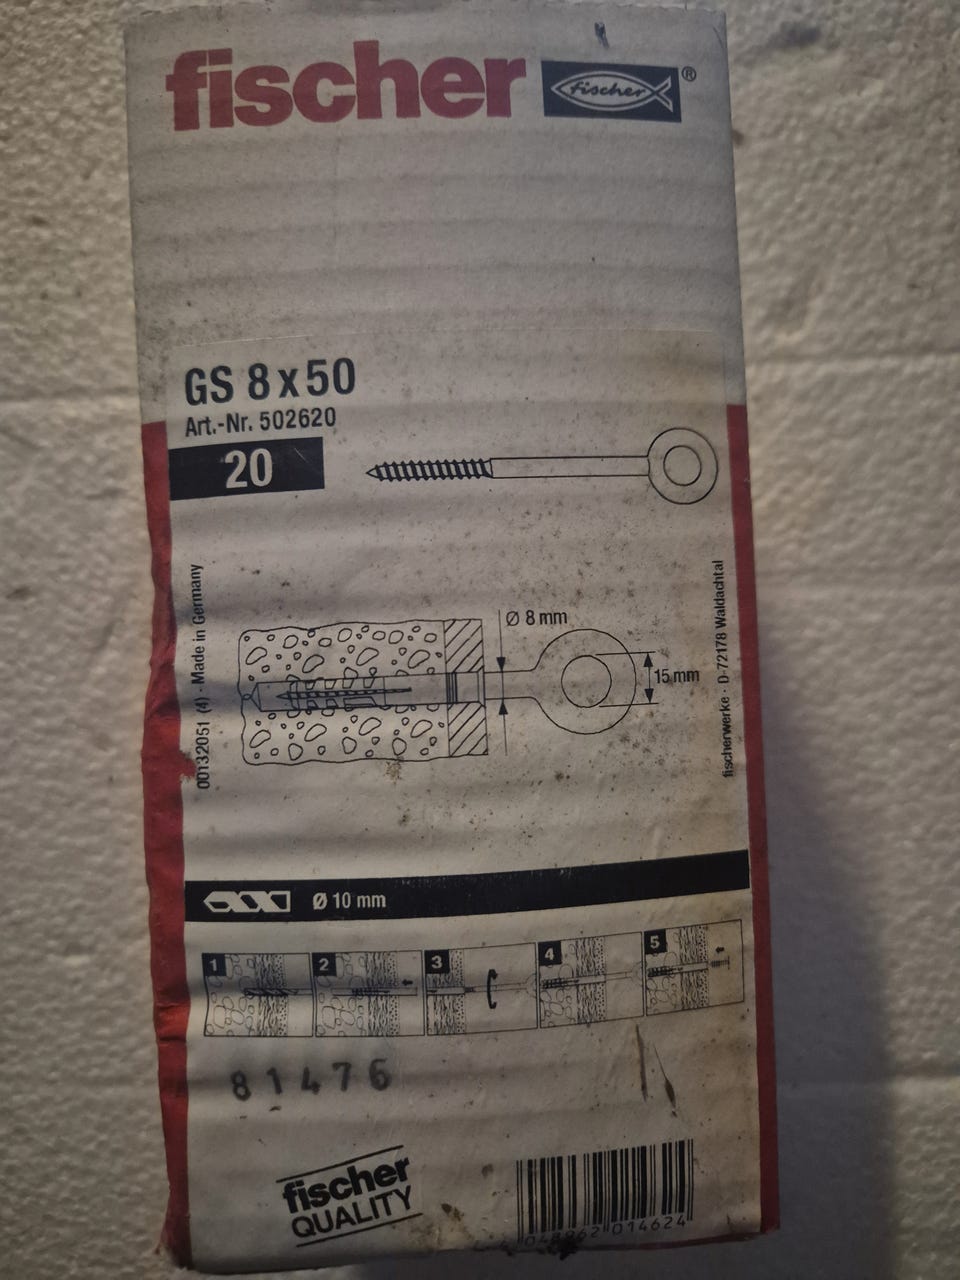 fischer
fischer ®
GS 8 x 50
Art.-Nr. 502620
20
00132051 (4) · Made in Germany
Ø 8 mm
15 mm
fischerwerke · D-72178 Waldachtal
Ø 10 mm
1
2
3
4
5
81476
fischer
QUALITY
014624